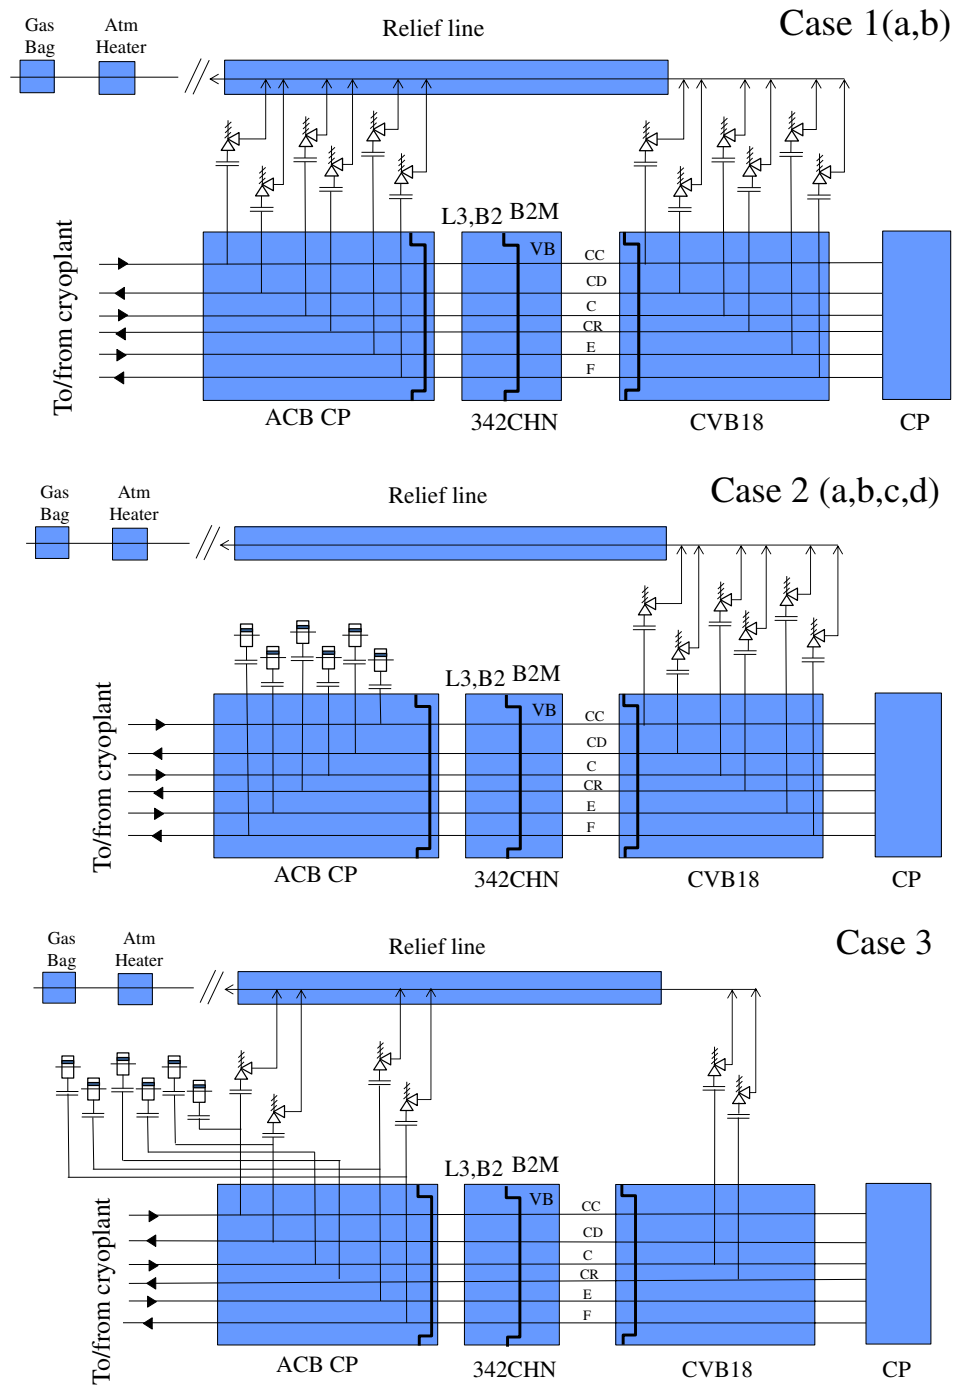 Case 1(a,b)
Gas
Bag
Atm
Heater
Relief line
L3,B2 B2M
VB
To/from cryoplant
CC
CD
C
CR
E
F
ACB CP
342CHN
CVB18
CP
Case 2 (a,b,c,d)
Gas
Bag
Atm
Heater
Relief line
L3,B2 B2M
VB
To/from cryoplant
CC
CD
C
CR
E
F
ACB CP
342CHN
CVB18
CP
Case 3
Gas
Bag
Atm
Heater
Relief line
L3,B2 B2M
VB
To/from cryoplant
CC
CD
C
CR
E
F
ACB CP
342CHN
CVB18
CP